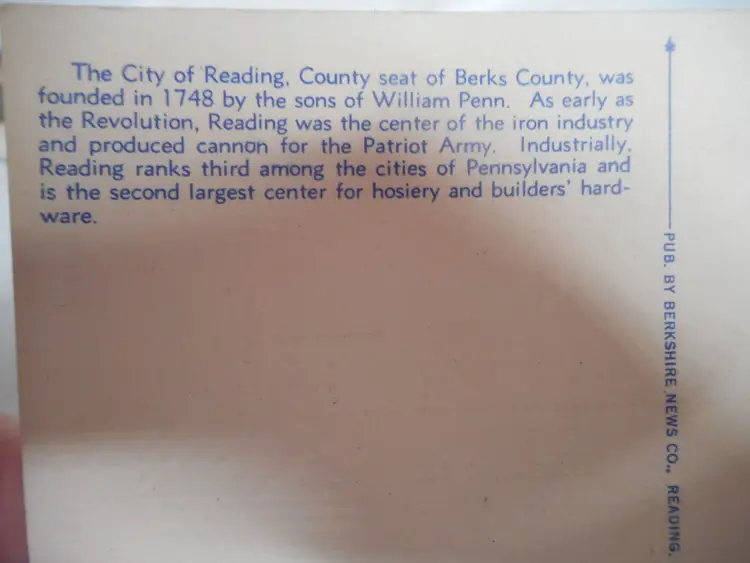 The City of Reading, County seat of Berks County, was
founded in 1748 by the sons of William Penn. As early as
the Revolution, Reading was the center of the iron industry
and produced cannon for the Patriot Army. Industrially,
Reading ranks third among the cities of Pennsylvania and
is the second largest center for hosiery and builders' hard-
ware.
PUB. BY BERKSHIRE NEWS CO., READING.